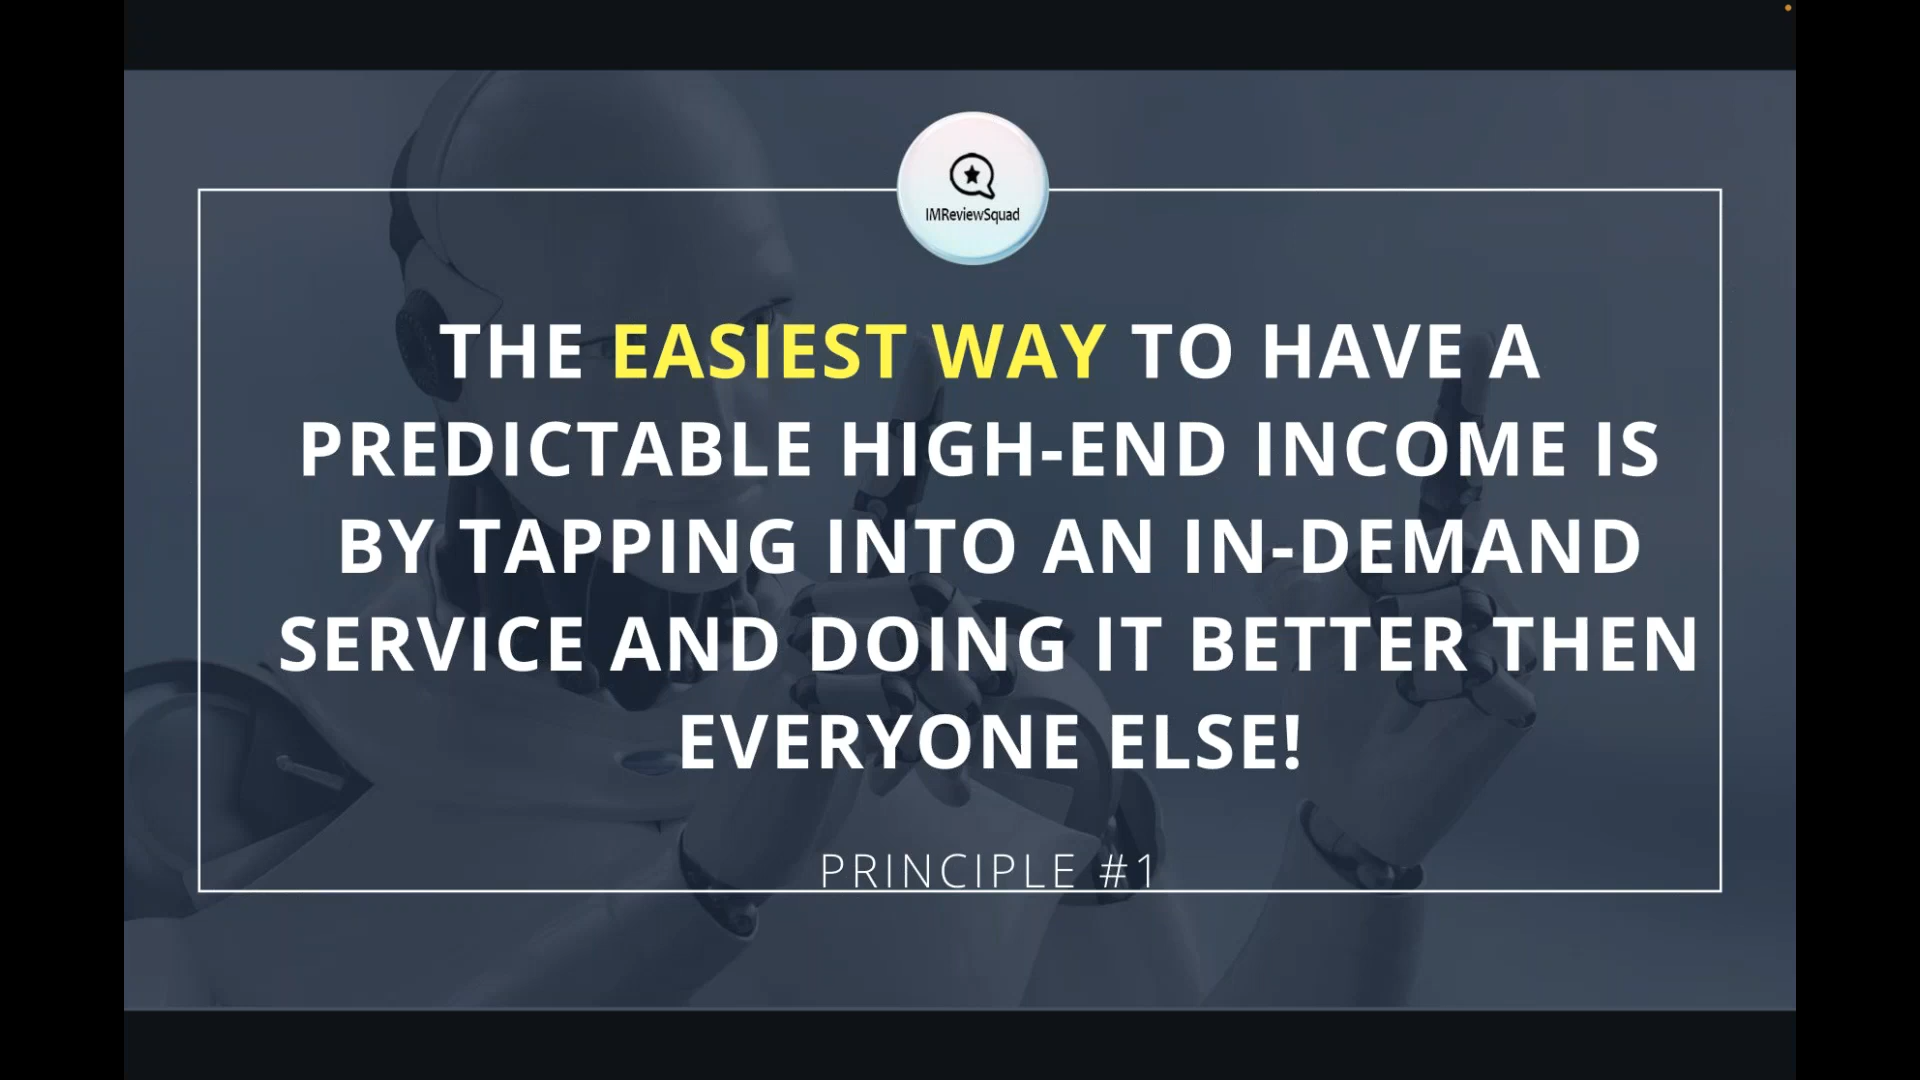 IMReviewSquad
THE EASIEST WAY TO HAVE A
PREDICTABLE HIGH-END INCOME IS
BY TAPPING INTO AN IN-DEMAND
SERVICE AND DOING IT BETTER THEN
EVERYONE ELSE!
PRINCIPLE #1